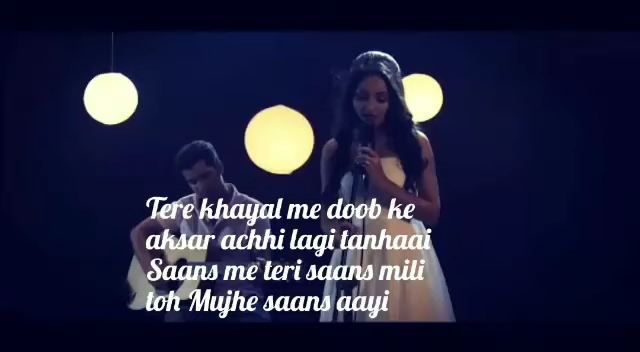 Tere khayal me doob ke
aksar achhi lagi tanhaai
Saans me teri saans mili
toh Mujhe saans aayi